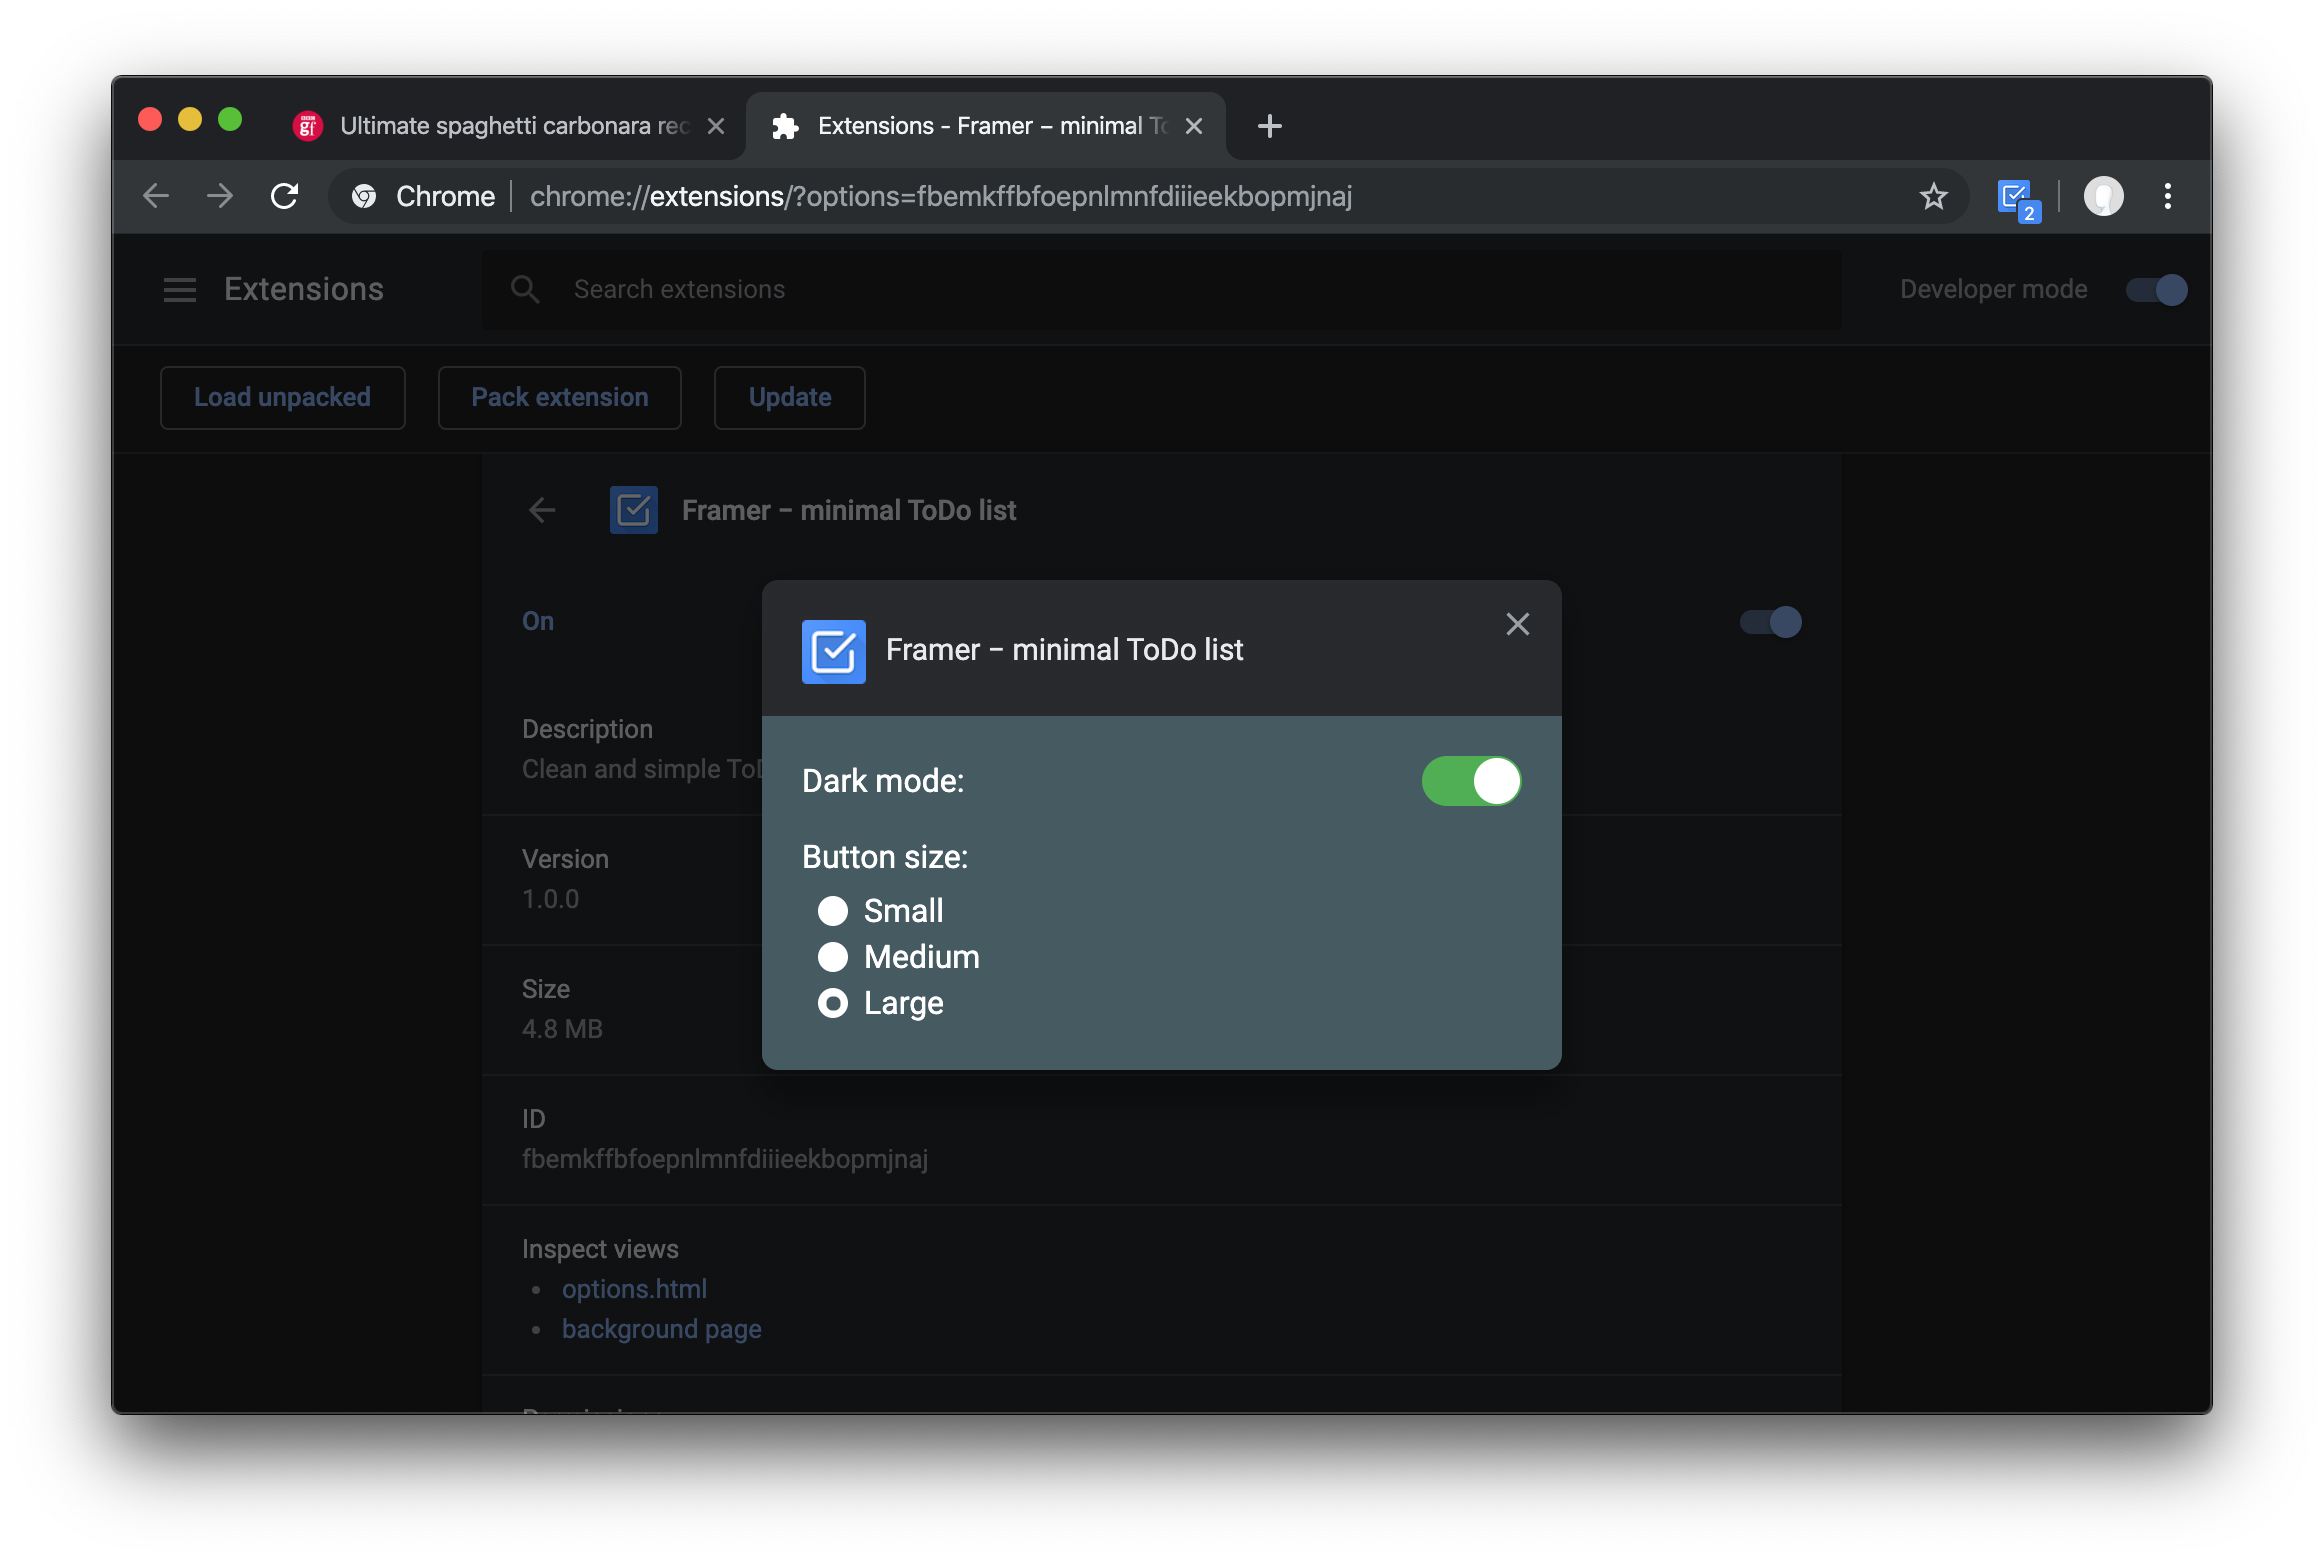 Ultimate spaghetti carbonara rec
Extensions - Framer – minimal To
Chrome
chrome://extensions/?options=fbemkffbfoepnlmnfdiiieekbopmjnaj
2
Extensions
Search extensions
Developer mode
Load unpacked
Pack extension
Update
Framer – minimal ToDo list
On
Description
Clean and simple ToD
Version
1.0.0
Size
4.8 MB
ID
fbemkffbfoepnlmnfdiiieekbopmjnaj
Inspect views
options.html
background page
Framer – minimal ToDo list
Dark mode:
Button size:
Small
Medium
Large